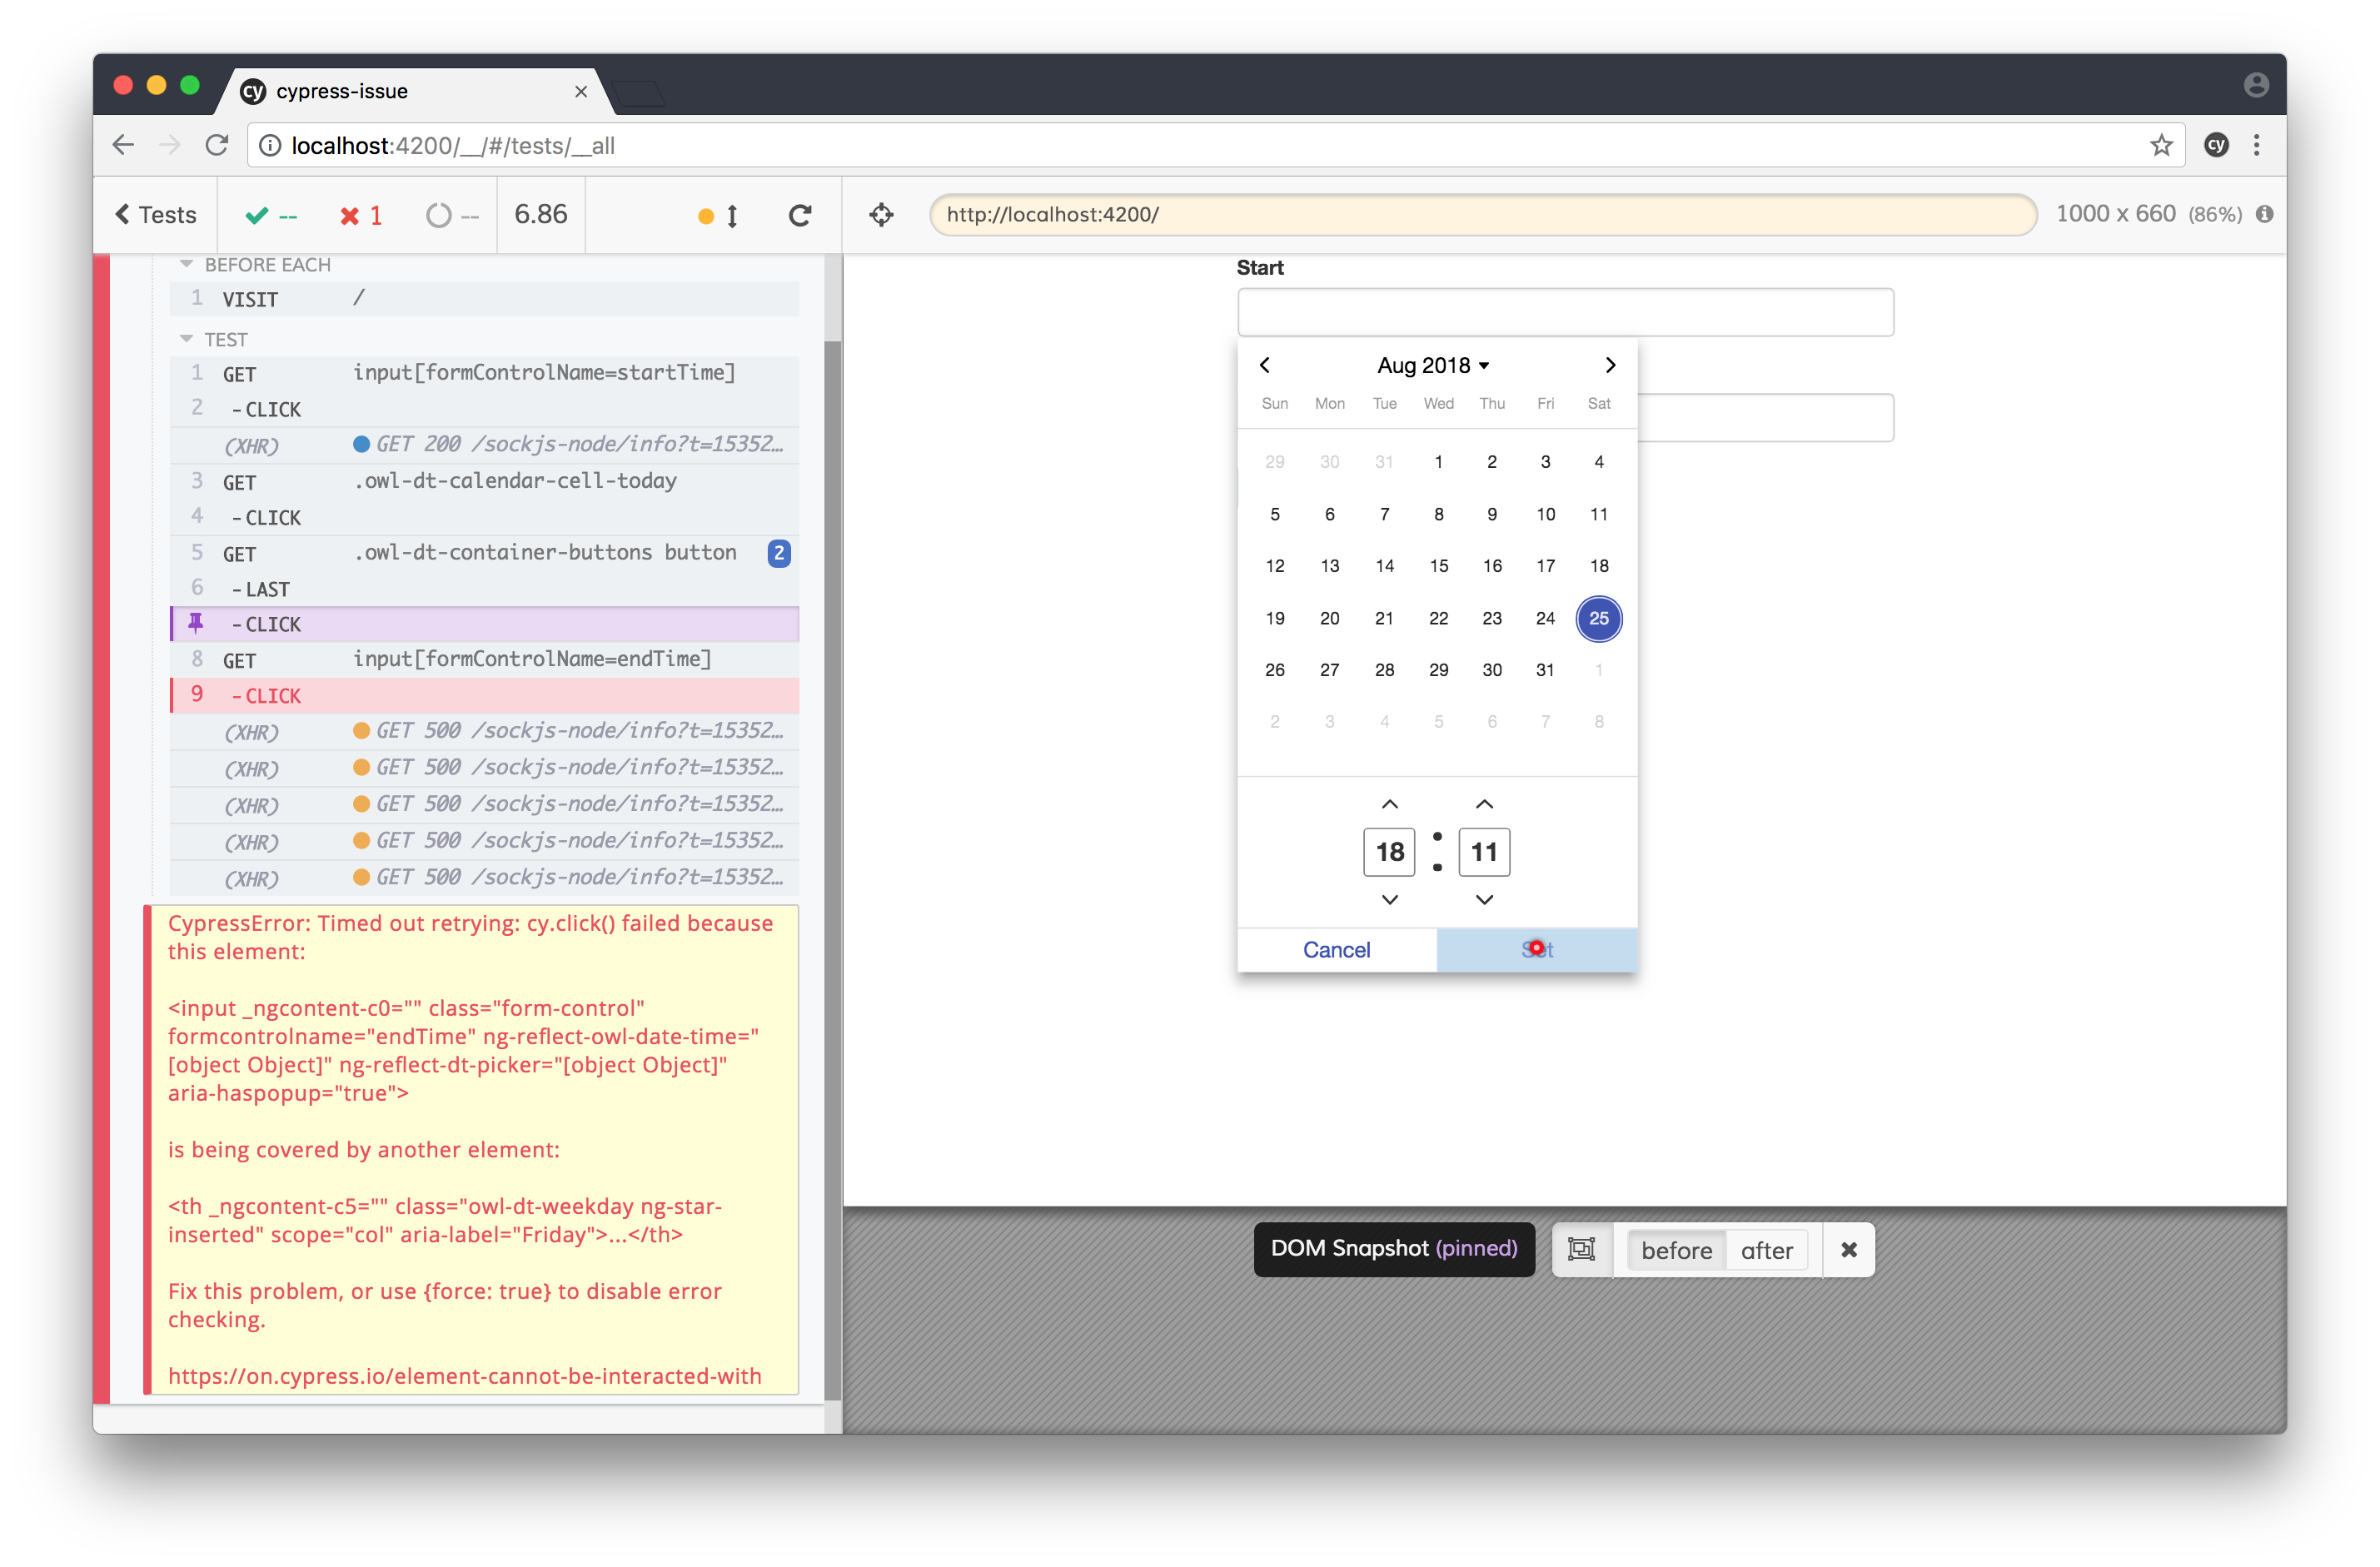 cy cypress-issue
localhost:4200/__/#/tests/__all
cy
Tests
--
1
--
6.86
http://localhost:4200/
1000 x 660 (86%)
BEFORE EACH
1 VISIT /
TEST
1 GET input[formControlName=startTime]
2 -CLICK
(XHR) GET 200 /sockjs-node/info?t=15352…
3 GET .owl-dt-calendar-cell-today
4 -CLICK
5 GET .owl-dt-container-buttons button 2
6 -LAST
-CLICK
8 GET input[formControlName=endTime]
9 -CLICK
(XHR) GET 500 /sockjs-node/info?t=15352…
(XHR) GET 500 /sockjs-node/info?t=15352…
(XHR) GET 500 /sockjs-node/info?t=15352…
(XHR) GET 500 /sockjs-node/info?t=15352…
(XHR) GET 500 /sockjs-node/info?t=15352…
CypressError: Timed out retrying: cy.click() failed because
this element:
<input _ngcontent-c0="" class="form-control"
formcontrolname="endTime" ng-reflect-owl-date-time="
[object Object]" ng-reflect-dt-picker="[object Object]"
aria-haspopup="true">
is being covered by another element:
<th _ngcontent-c5="" class="owl-dt-weekday ng-star-
inserted" scope="col" aria-label="Friday">...</th>
Fix this problem, or use {force: true} to disable error
checking.
https://on.cypress.io/element-cannot-be-interacted-with
Start
Aug 2018
Sun Mon Tue Wed Thu Fri Sat
29 30 31 1 2 3 4
5 6 7 8 9 10 11
12 13 14 15 16 17 18
19 20 21 22 23 24 25
26 27 28 29 30 31 1
2 3 4 5 6 7 8
18 : 11
Cancel Set
DOM Snapshot (pinned)
before after